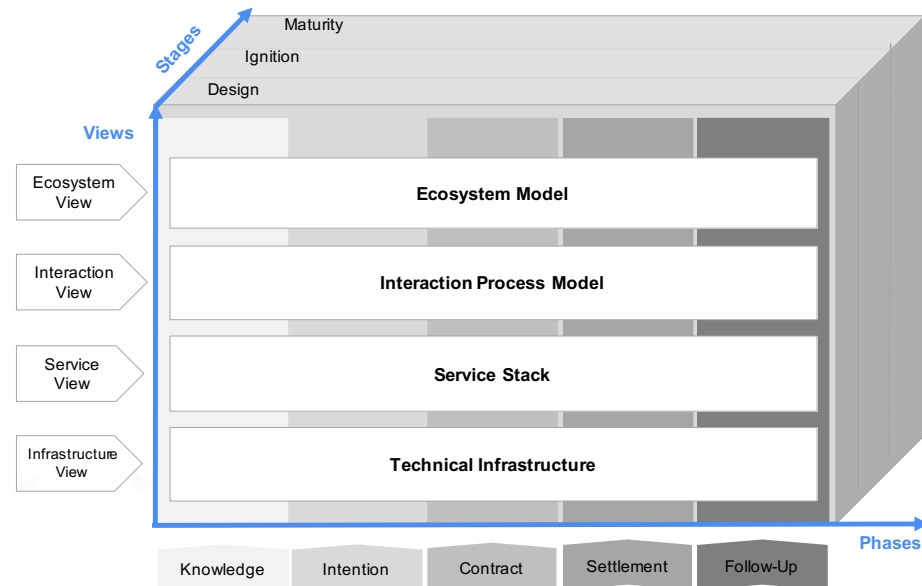 Maturity
Ignition
Design
Stages
Views
Ecosystem
View
Ecosystem Model
Interaction
View
Interaction Process Model
Service
View
Service Stack
Infrastructure
View
Technical Infrastructure
Phases
Knowledge
Intention
Contract
Settlement
Follow-Up